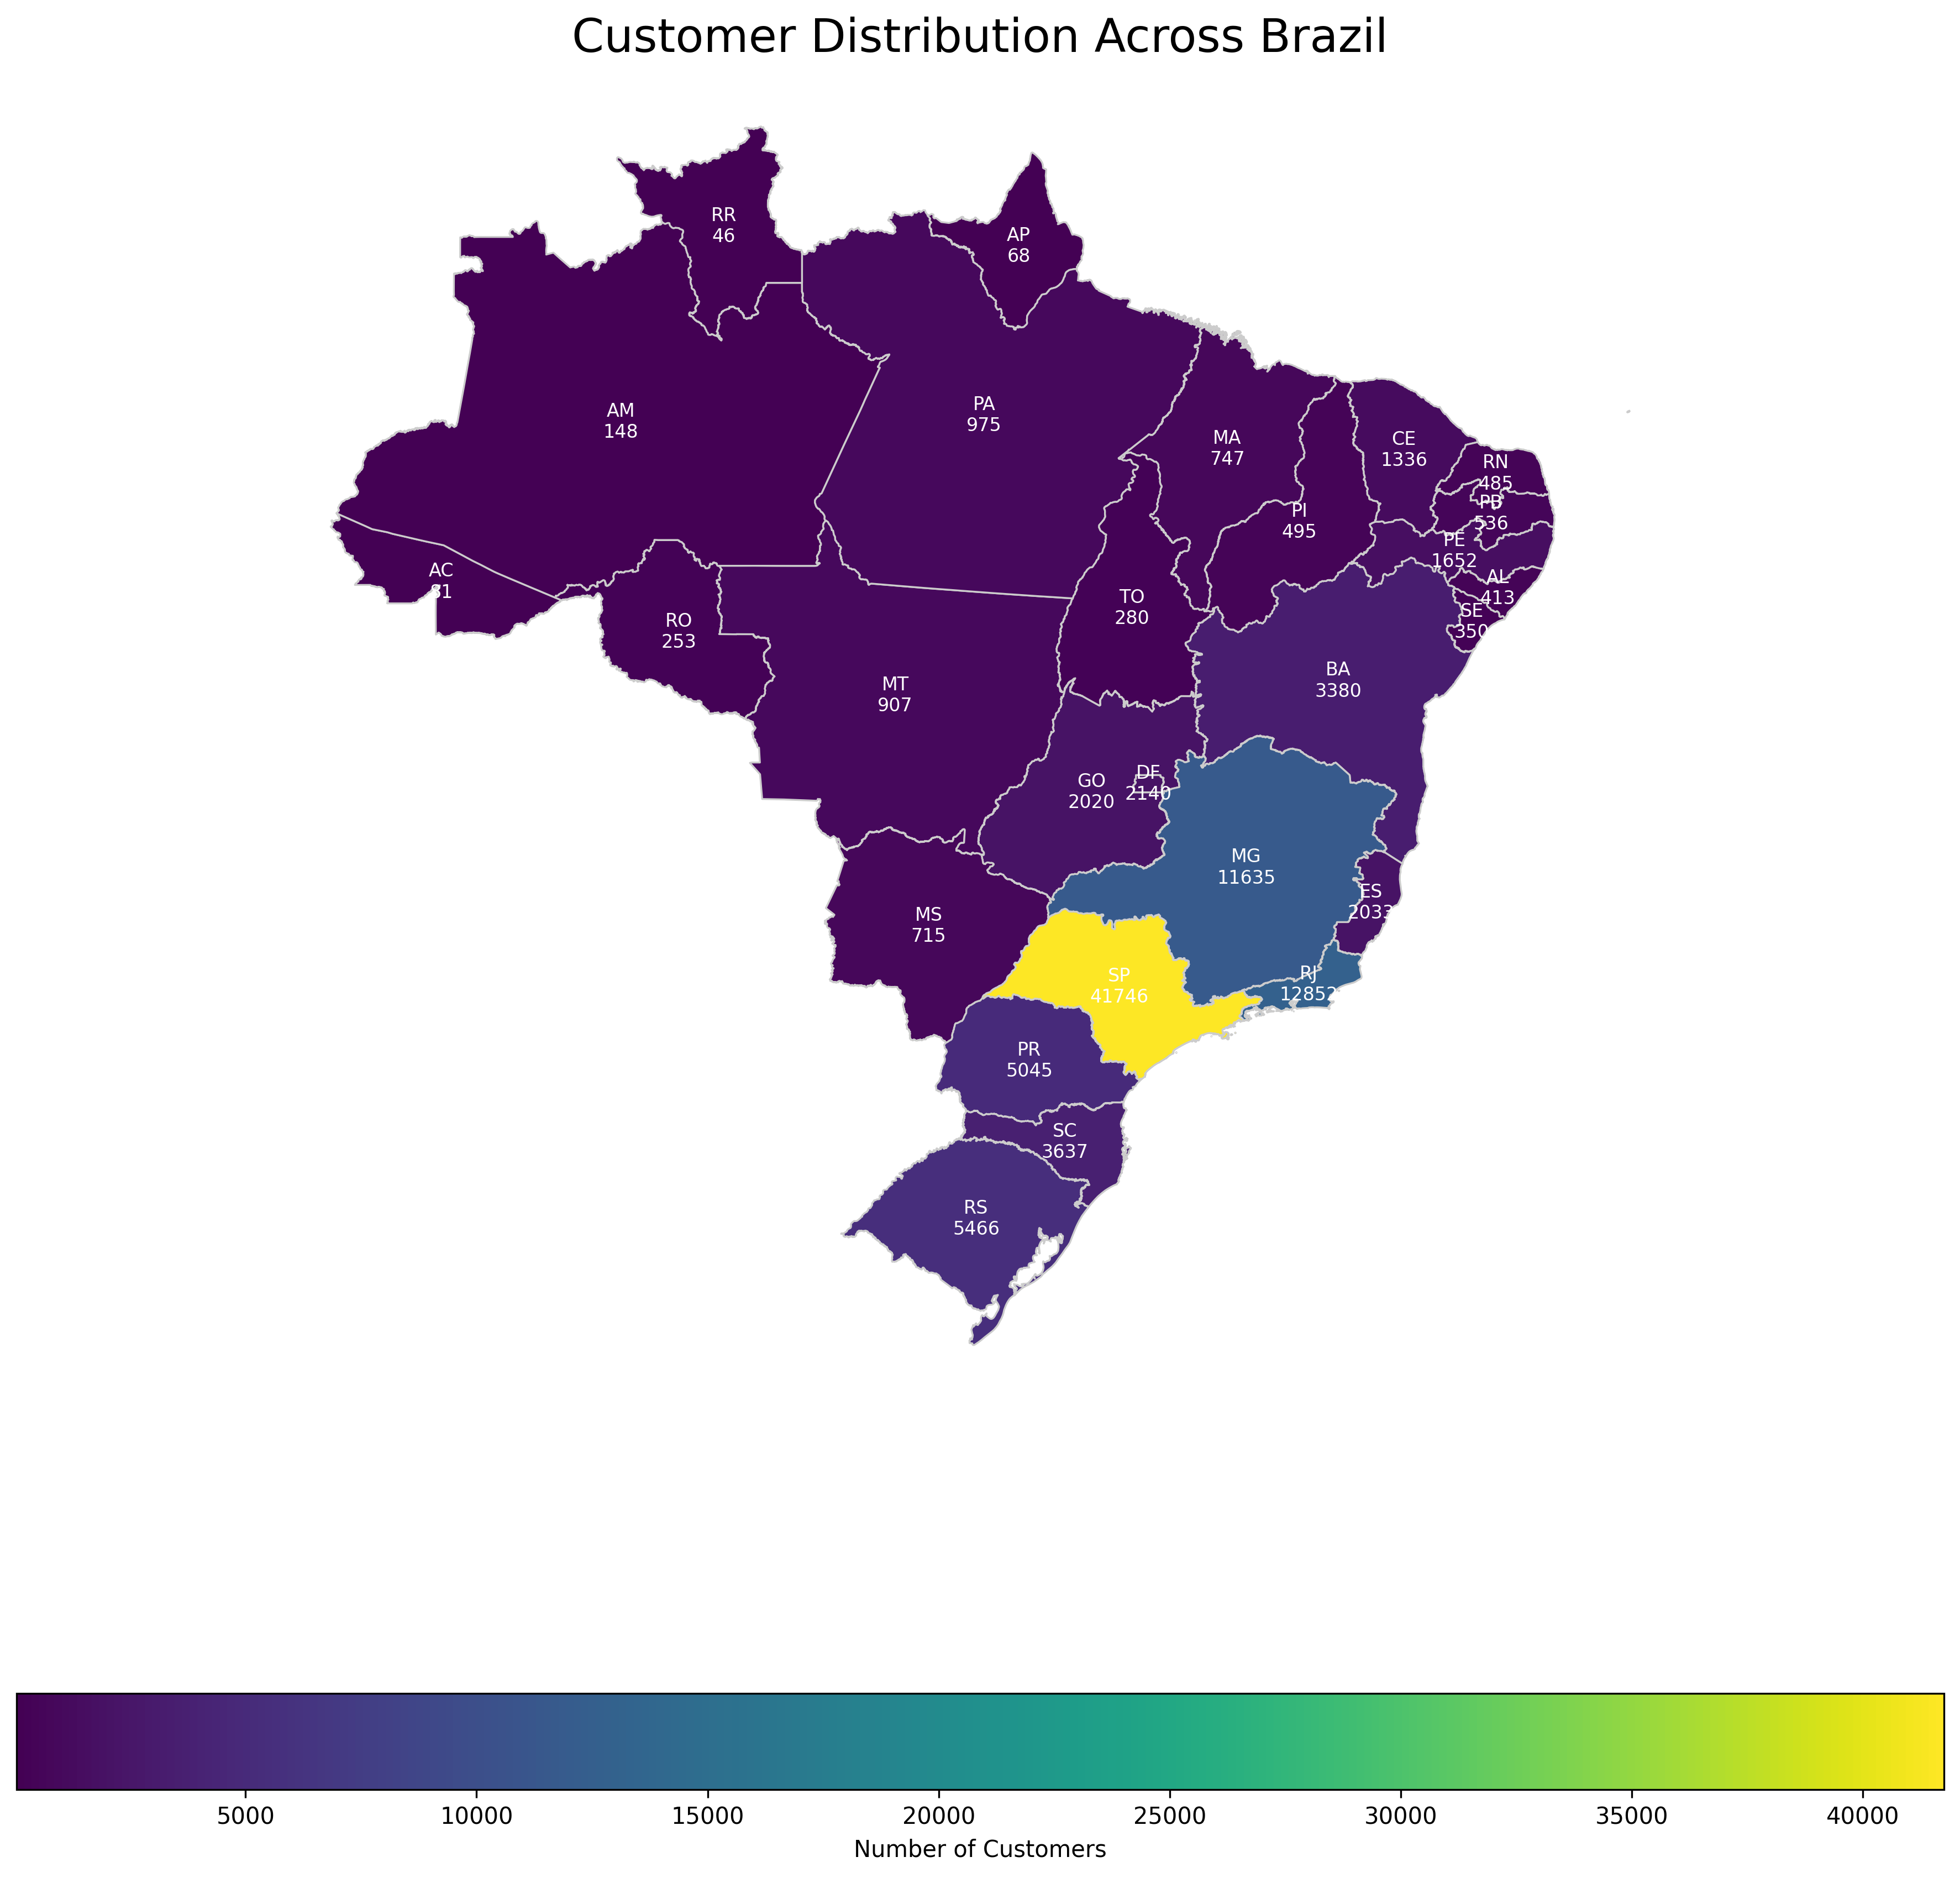 Customer Distribution Across Brazil
RR
46
AP
68
AM
148
PA
975
MA
747
CE
1336
RN
485
PB
536
PI
495
PE
1652
AC
81
AL
413
SE
350
TO
280
RO
253
BA
3380
MT
907
DF
2140
GO
2020
MG
11635
ES
2033
MS
715
SP
41746
RJ
12852
PR
5045
SC
3637
RS
5466
5000 10000 15000 20000 25000 30000 35000 40000
Number of Customers